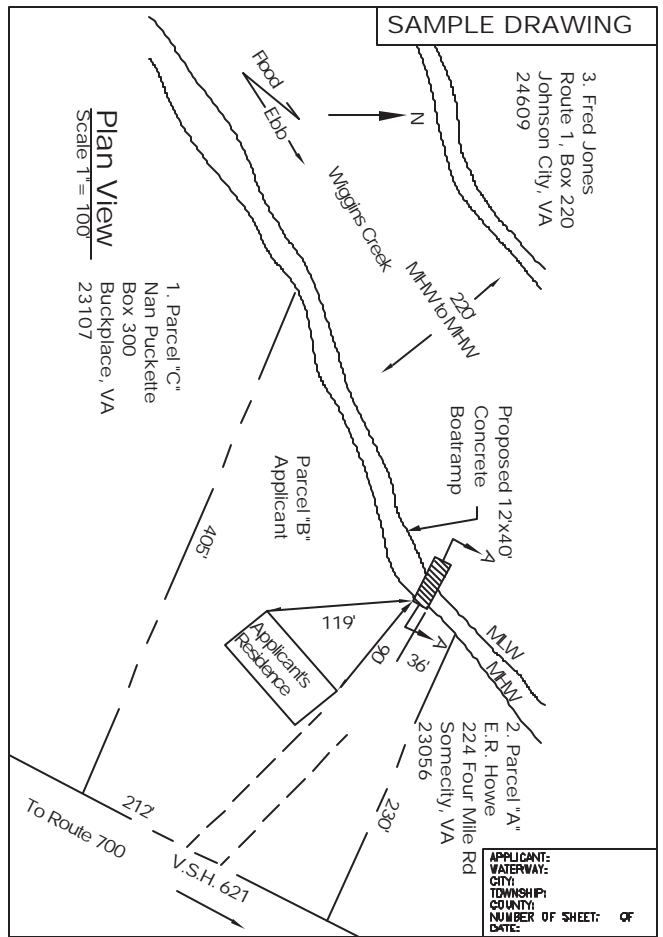 SAMPLE DRAWING
3. Fred Jones
Route 1, Box 220
Johnson City, VA
24609
N
Flood
Ebb
Wiggins Creek
220'
MHW to MHW
Plan View
Scale 1" = 100'
1. Parcel "C"
Nan Puckette
Box 300
Buckplace, VA
23107
Proposed 12'x40'
Concrete
Boatramp
Parcel "B"
Applicant
A
A
MLW
MHW
405'
119'
90'
36'
Applicant's
Residence
2. Parcel "A"
E.R. Howe
224 Four Mile Rd
Somecity, VA
23056
230'
212'
To Route 700
V.S.H. 621
APPLICANT:
WATERWAY:
CITY:
TOWNSHIP:
COUNTY:
NUMBER OF SHEET: OF
DATE: